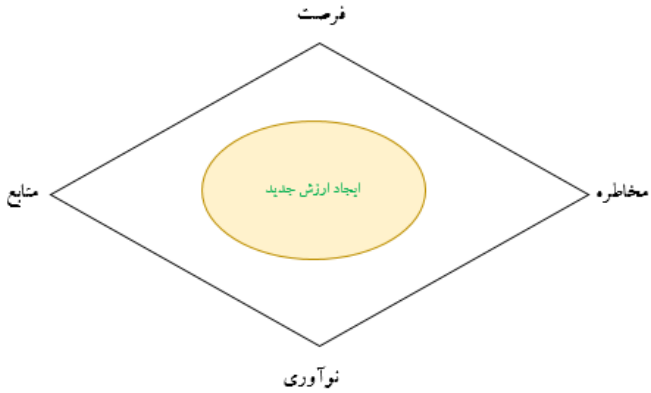 فرصت
مخاطره
ایجاد ارزش جدید
منابع
نوآوری